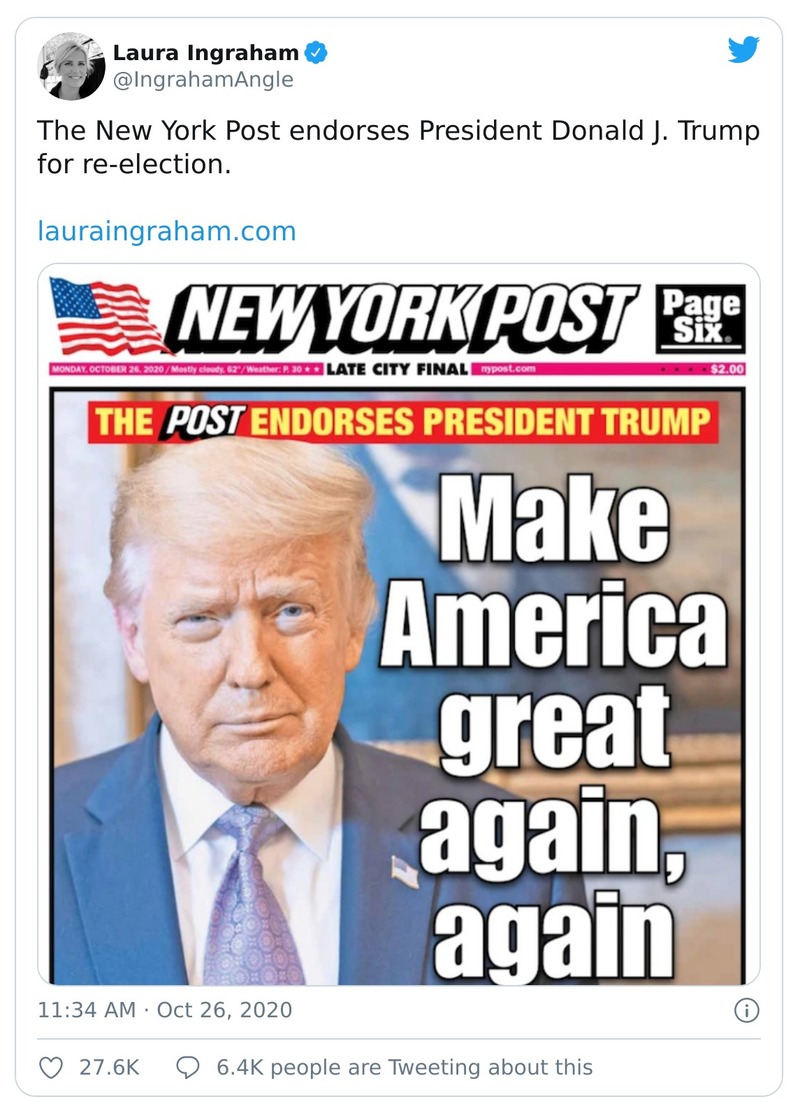 Laura Ingraham
@IngrahamAngle
The New York Post endorses President Donald J. Trump
for re-election.
lauraingraham.com
NEW YORK POST
Page
Six®
MONDAY, OCTOBER 26, 2020 / Mostly cloudy, 62° / Weather: P. 30 ★ ★ LATE CITY FINAL nypost.com $2.00
THE POST ENDORSES PRESIDENT TRUMP
Make
America
great
again,
again
11:34 AM · Oct 26, 2020
27.6K 6.4K people are Tweeting about this